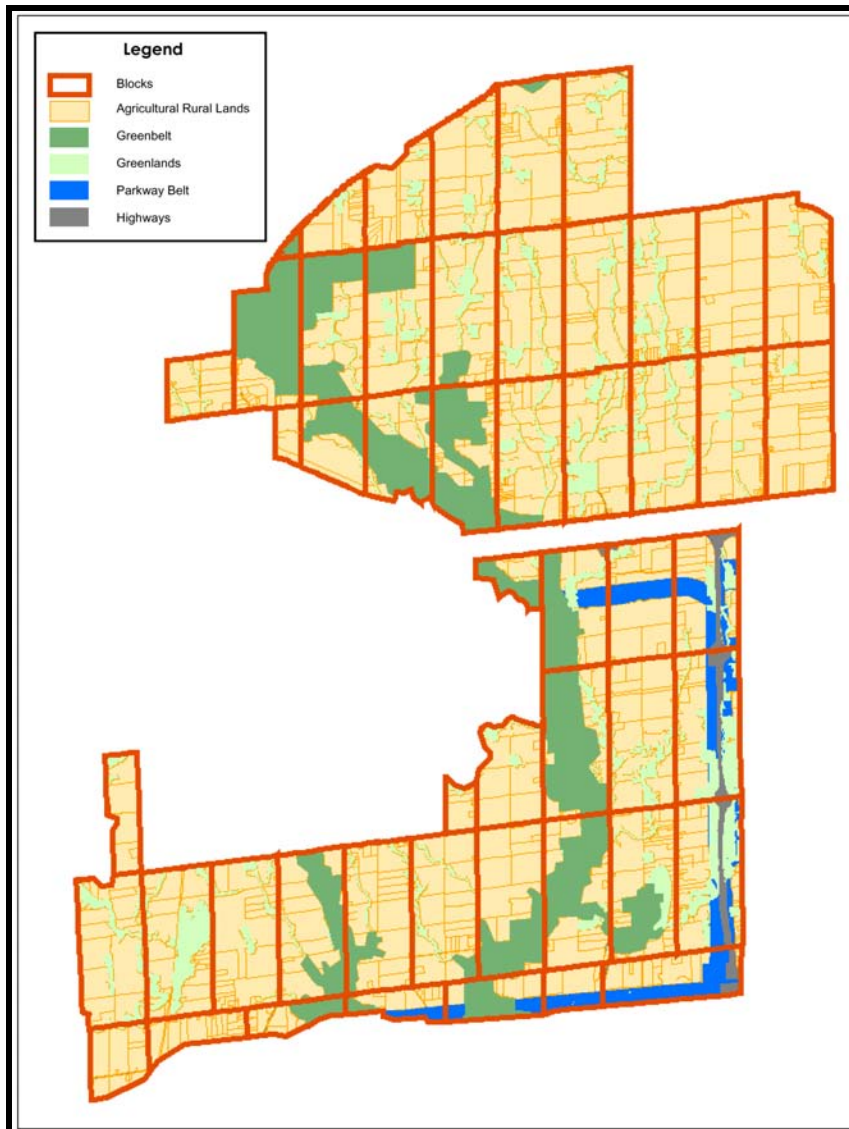 Legend
Blocks
Agricultural Rural Lands
Greenbelt
Greenlands
Parkway Belt
Highways